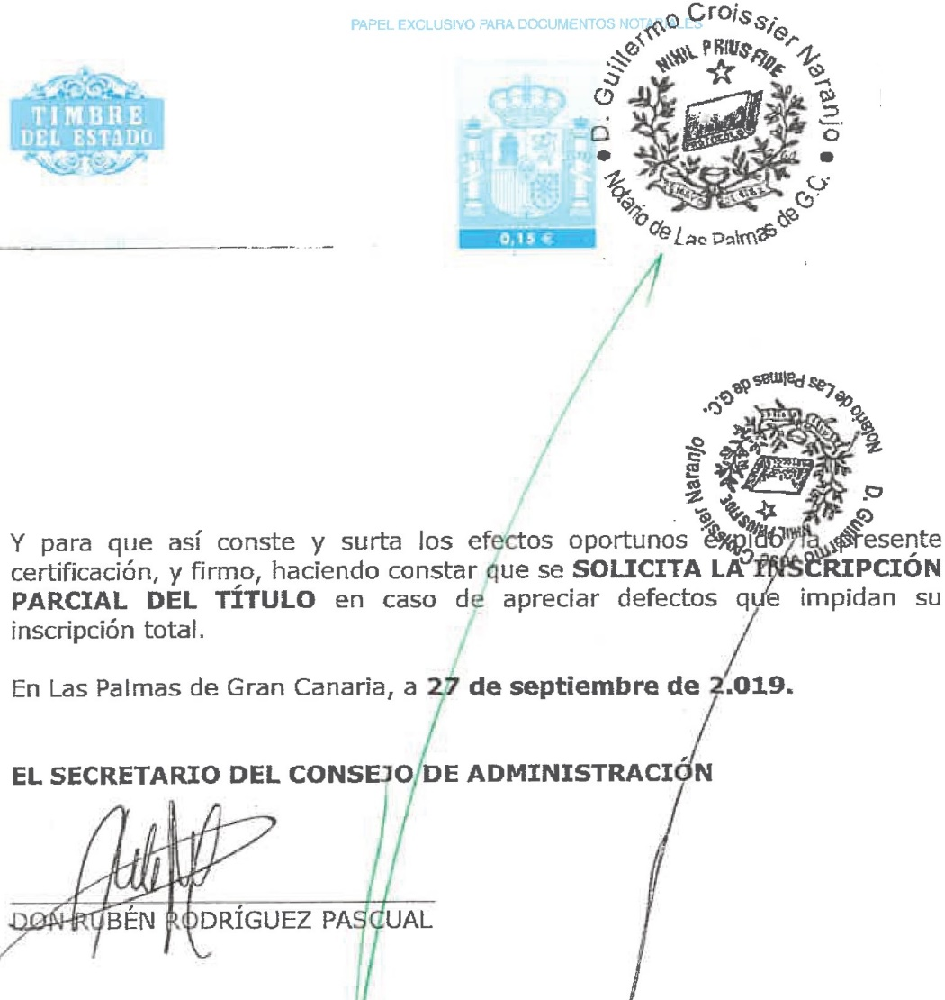 PAPEL EXCLUSIVO PARA DOCUMENTOS NOTARIALES
TIMBRE
DEL ESTADO
0,15 €
D. Guillermo Croissier Naranjo
NIHIL PRIUS FIDE
Notario de Las Palmas de G.C.
D. Guillermo Croissier Naranjo
NIHIL PRIUS FIDE
Notario de Las Palmas de G.C.
Y para que así conste y surta los efectos oportunos expido la presente
certificación, y firmo, haciendo constar que se SOLICITA LA INSCRIPCIÓN
PARCIAL DEL TÍTULO en caso de apreciar defectos que impidan su
inscripción total.
En Las Palmas de Gran Canaria, a 27 de septiembre de 2.019.
EL SECRETARIO DEL CONSEJO DE ADMINISTRACIÓN
DON RUBÉN RODRÍGUEZ PASCUAL